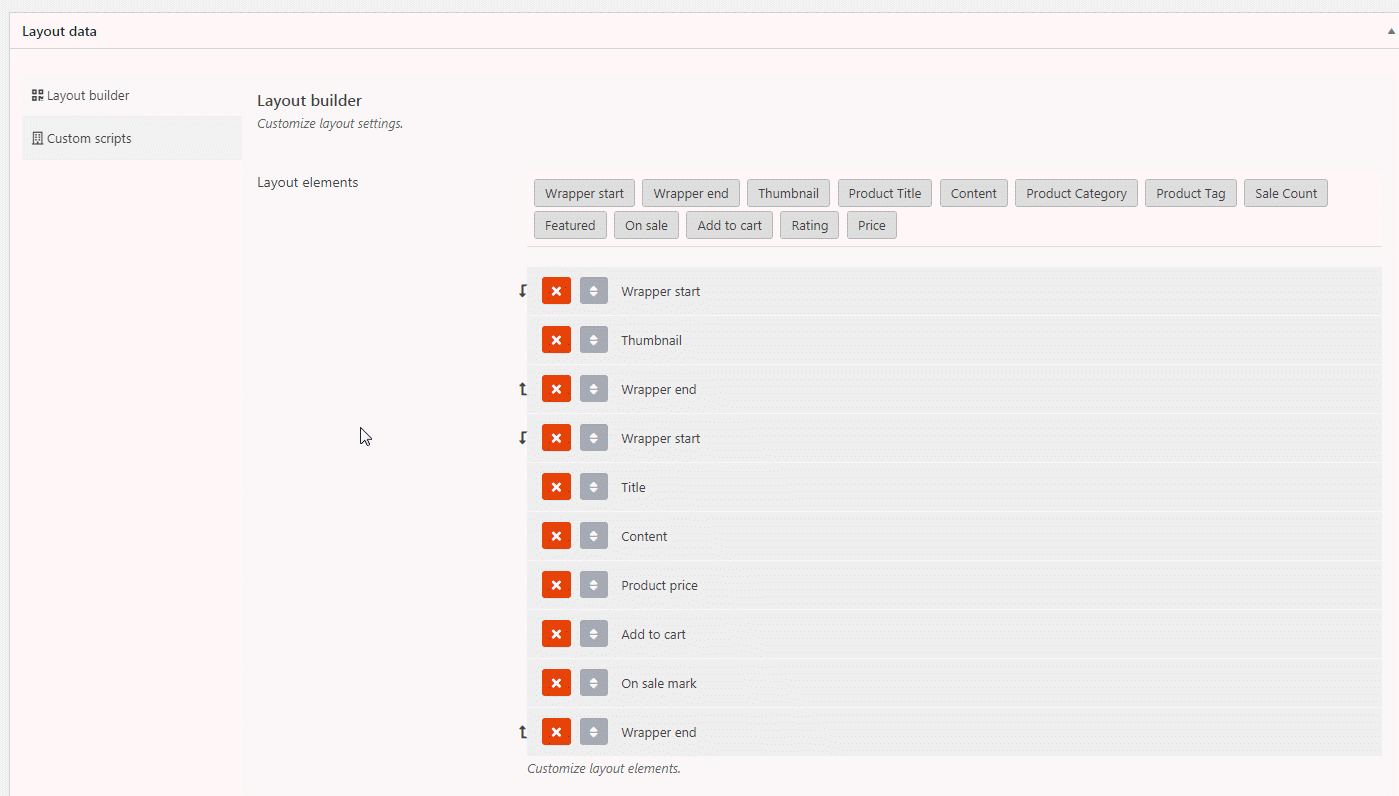 Layout data
Layout builder
Custom scripts
Layout builder
Customize layout settings.
Layout elements
Wrapper start Wrapper end Thumbnail Product Title Content Product Category Product Tag Sale Count
Featured On sale Add to cart Rating Price
Wrapper start
Thumbnail
Wrapper end
Wrapper start
Title
Content
Product price
Add to cart
On sale mark
Wrapper end
Customize layout elements.